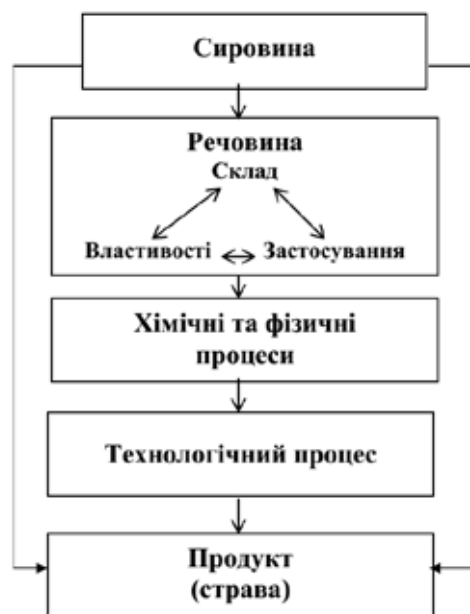 Сировина
Речовина
Склад
Властивості
Застосування
Хімічні та фізичні
процеси
Технологічний процес
Продукт
(страва)